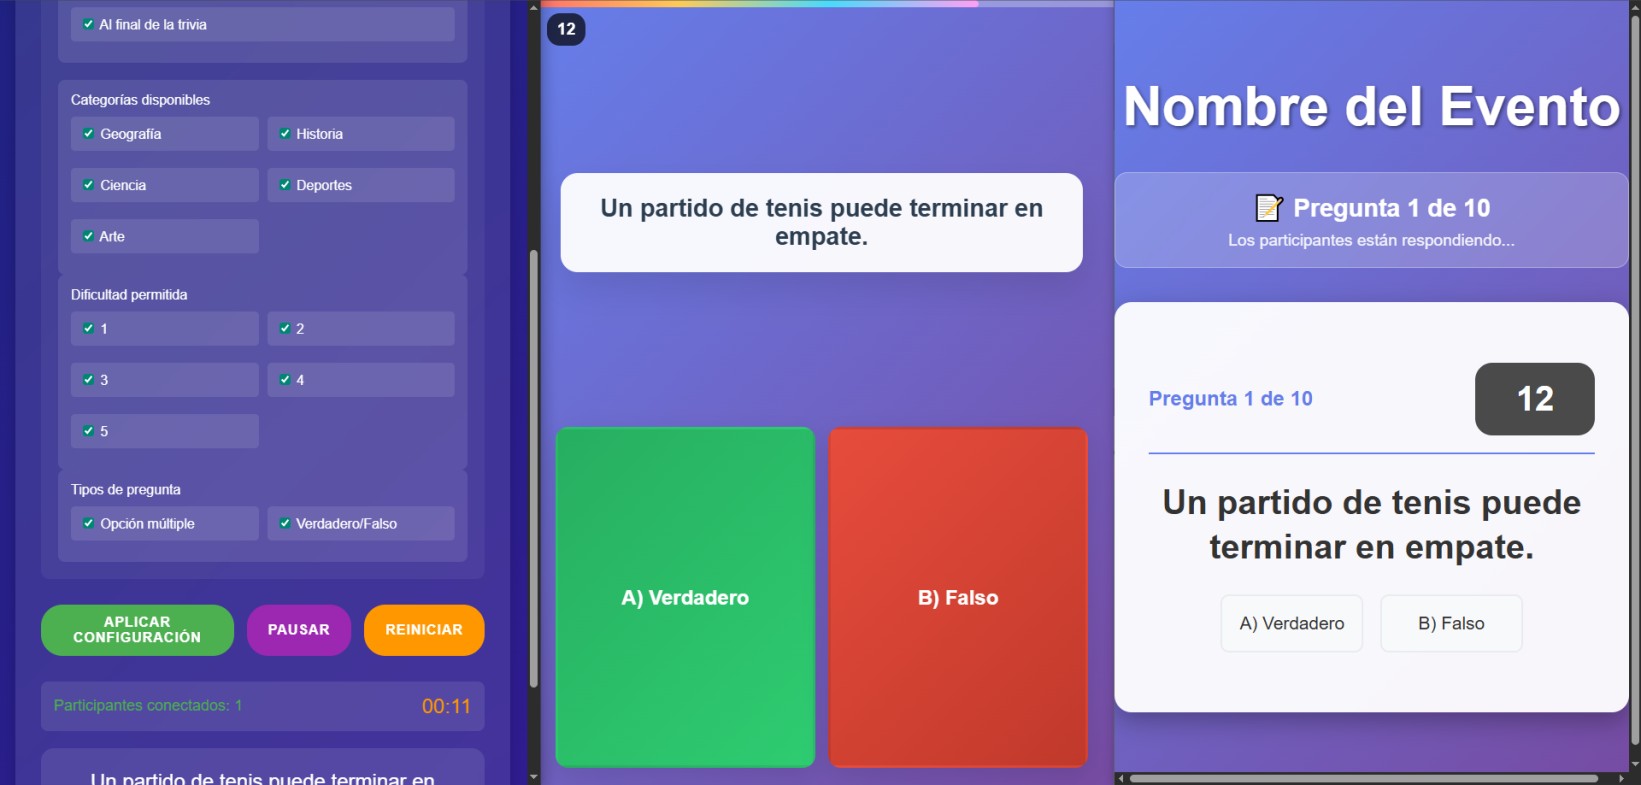 Al final de la trivia
Categorías disponibles
Geografía
Historia
Ciencia
Deportes
Arte
Dificultad permitida
1
2
3
4
5
Tipos de pregunta
Opción múltiple
Verdadero/Falso
APLICAR
CONFIGURACIÓN
PAUSAR
REINICIAR
Participantes conectados: 1
00:11
Un partido de tenis puede terminar en
12
Un partido de tenis puede terminar en
empate.
A) Verdadero
B) Falso
Nombre del Evento
Pregunta 1 de 10
Los participantes están respondiendo...
Pregunta 1 de 10
12
Un partido de tenis puede
terminar en empate.
A) Verdadero
B) Falso